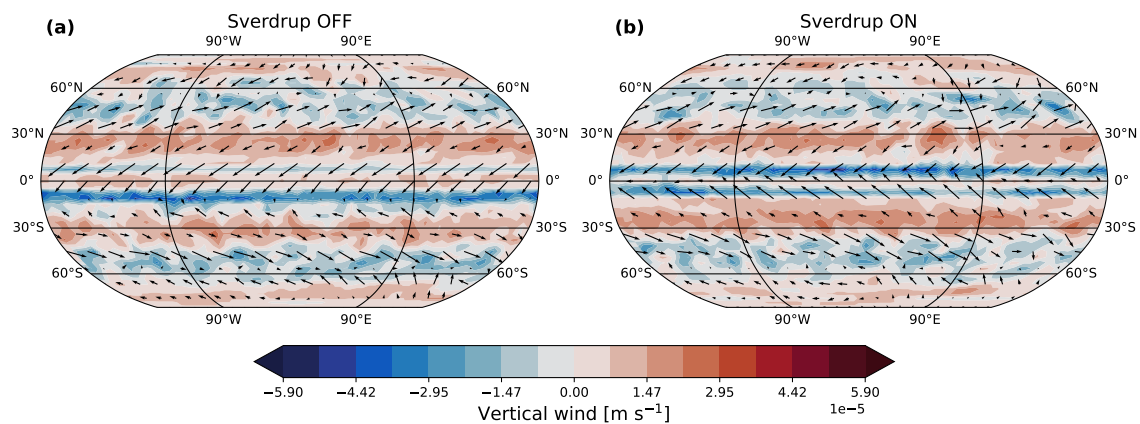 (a) Sverdrup OFF
90°W 90°E
60°N 60°N
30°N 30°N
0° 0°
30°S 30°S
60°S 60°S
90°W 90°E
(b) Sverdrup ON
90°W 90°E
60°N 60°N
30°N 30°N
0° 0°
30°S 30°S
60°S 60°S
90°W 90°E
−5.90 −4.42 −2.95 −1.47 0.00 1.47 2.95 4.42 5.90
1e−5
Vertical wind [m s⁻¹]